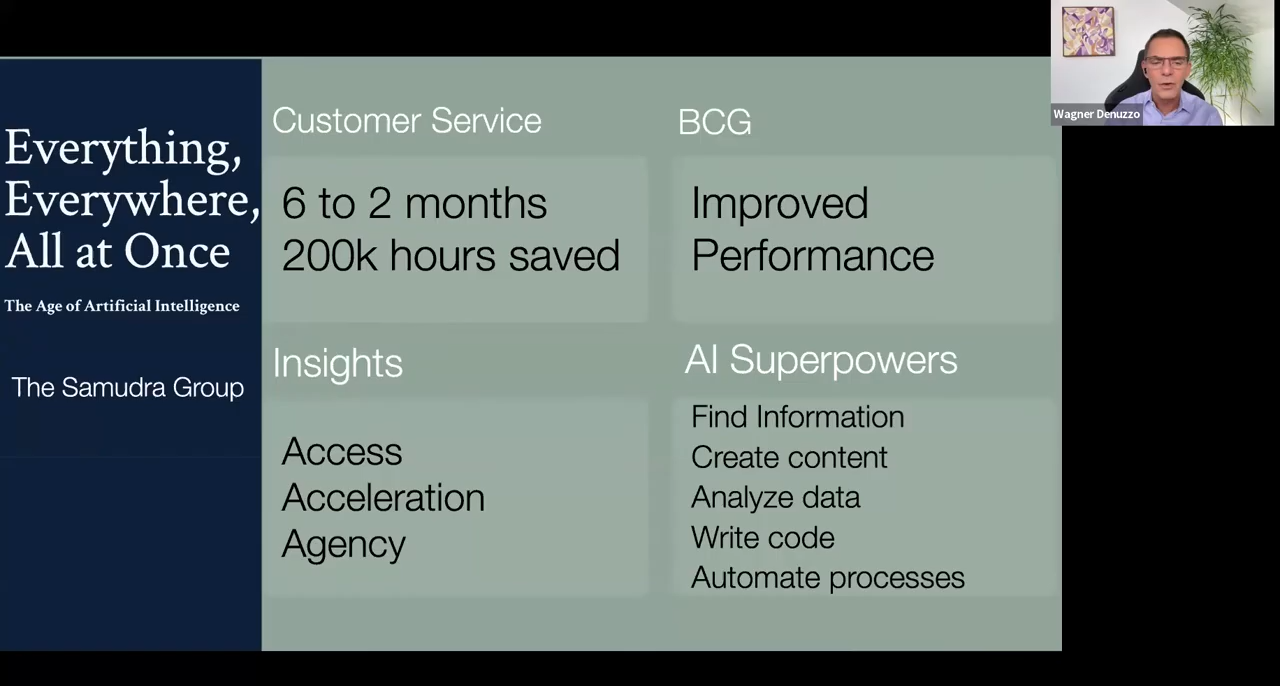 Everything,
Everywhere,
All at Once
The Age of Artificial Intelligence
The Samudra Group
Customer Service
6 to 2 months
200k hours saved
BCG
Improved
Performance
Insights
Access
Acceleration
Agency
AI Superpowers
Find Information
Create content
Analyze data
Write code
Automate processes
Wagner Denuzzo